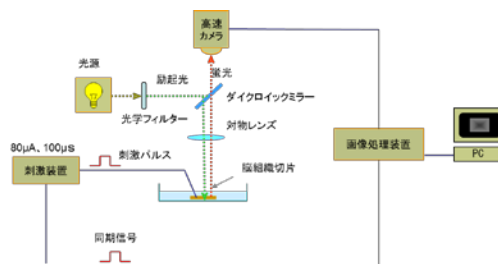 高速
カメラ
光源
励起光
蛍光
ダイクロイックミラー
光学フィルター
対物レンズ
80μA、100μs
刺激パルス
刺激装置
脳組織切片
画像処理装置
PC
同期信号